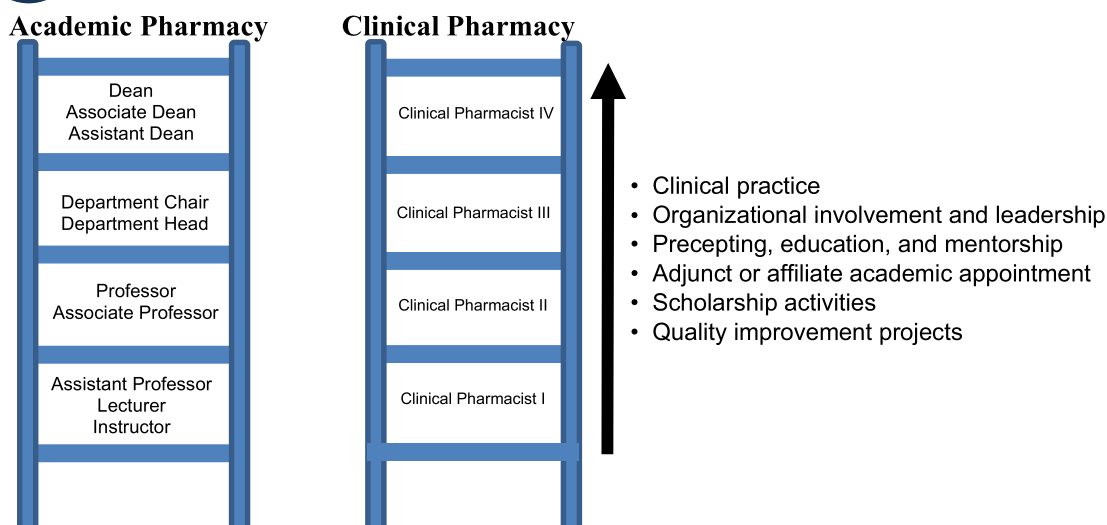 Academic Pharmacy
Dean
Associate Dean
Assistant Dean
Department Chair
Department Head
Professor
Associate Professor
Assistant Professor
Lecturer
Instructor
Clinical Pharmacy
Clinical Pharmacist IV
Clinical Pharmacist III
Clinical Pharmacist II
Clinical Pharmacist I
• Clinical practice
• Organizational involvement and leadership
• Precepting, education, and mentorship
• Adjunct or affiliate academic appointment
• Scholarship activities
• Quality improvement projects